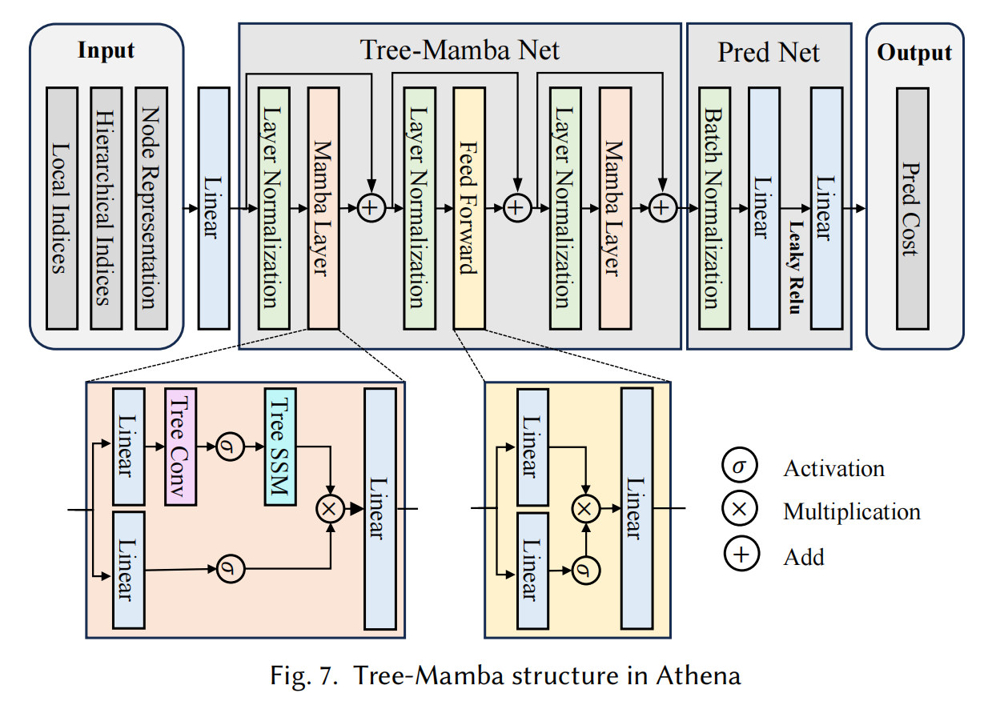 Input
Tree-Mamba Net
Pred Net
Output
Local Indices
Hierarchical Indices
Node Representation
Linear
Layer Normalization
Mamba Layer
+
Layer Normalization
Feed Forward
+
Layer Normalization
Mamba Layer
+
Batch Normalization
Linear
Leaky Relu
Linear
Pred Cost
Linear
Tree Conv
σ
Tree SSM
×
Linear
Linear
σ
Linear
×
Linear
Linear
σ
σ Activation
× Multiplication
+ Add
Fig. 7. Tree-Mamba structure in Athena